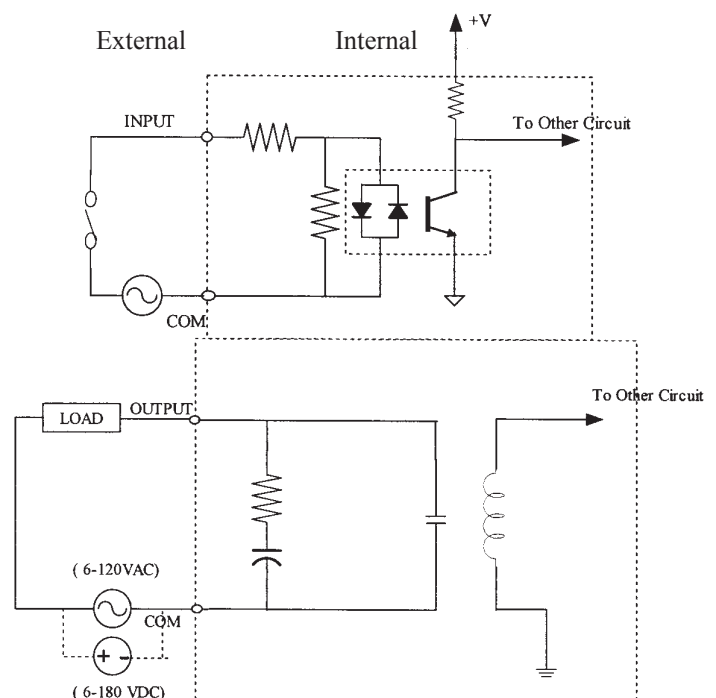 +V
External
Internal
INPUT
To Other Circuit
COM
To Other Circuit
LOAD
OUTPUT
( 6-120VAC)
COM
+ -
( 6-180 VDC)